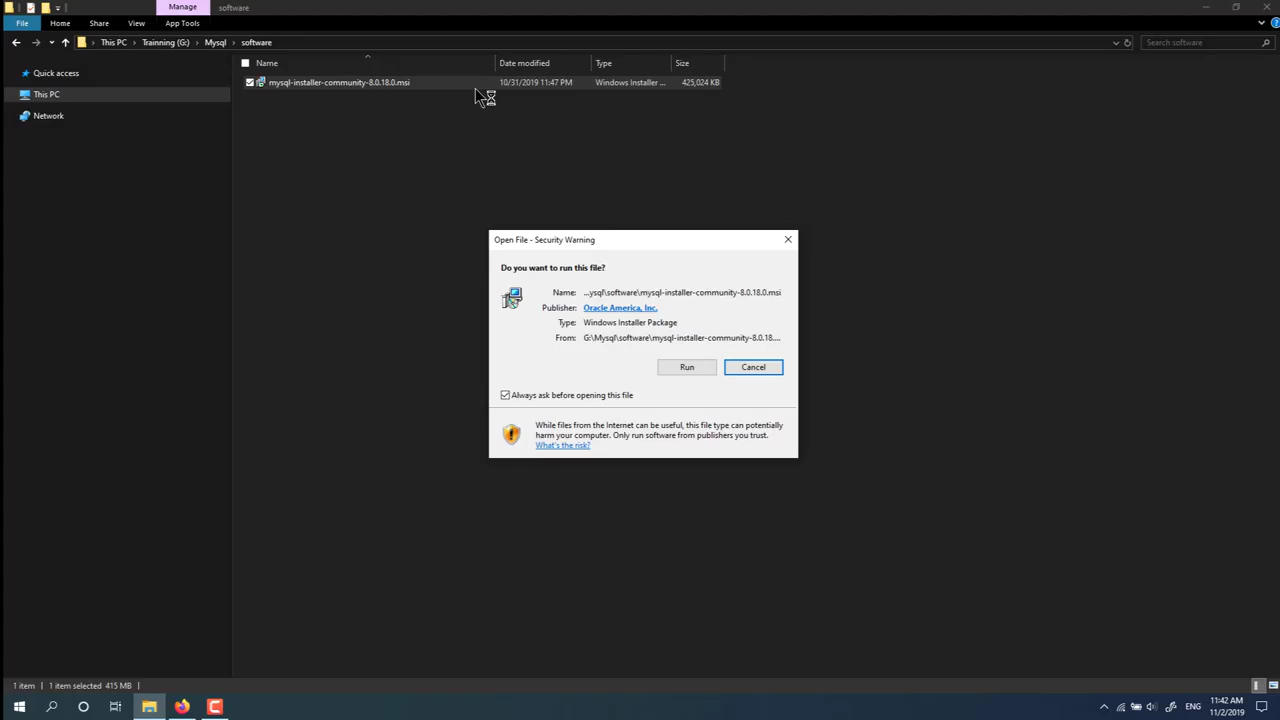 Manage
software
File
Home
Share
View
App Tools
This PC
Trainning (G:)
Mysql
software
Search software
Quick access
This PC
Network
Name
Date modified
Type
Size
mysql-installer-community-8.0.18.0.msi
10/31/2019 11:47 PM
Windows Installer ...
425,024 KB
Open File - Security Warning
Do you want to run this file?
Name: ...ysql\software\mysql-installer-community-8.0.18.0.msi
Publisher: Oracle America, Inc.
Type: Windows Installer Package
From: G:\Mysql\software\mysql-installer-community-8.0.18....
Run
Cancel
Always ask before opening this file
While files from the Internet can be useful, this file type can potentially
harm your computer. Only run software from publishers you trust.
What's the risk?
1 item
1 item selected 415 MB
ENG
11:42 AM
11/2/2019